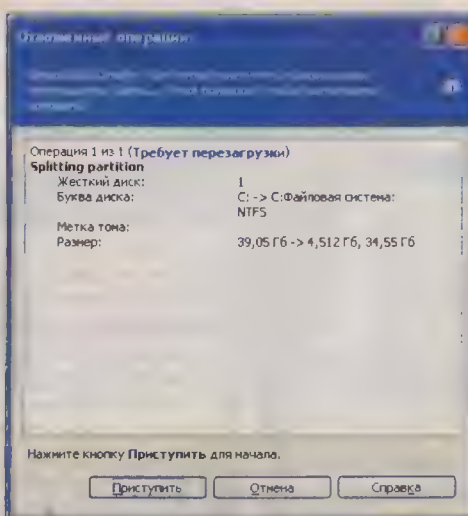 Отложенные операции
Операция 1 из 1 (Требует перезагрузки)
Splitting partition
Жесткий диск: 1
Буква диска: C: -> C:Файловая система:
NTFS
Метка тома:
Размер: 39,05 Гб -> 4,512 Гб, 34,55 Гб
Нажмите кнопку Приступить для начала.
Приступить Отмена Справка